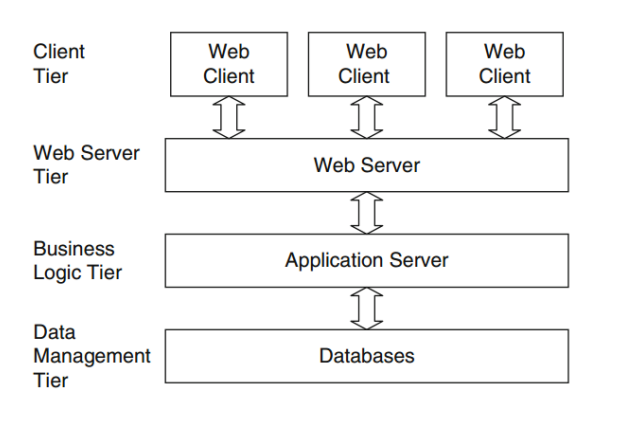 Client
Tier
Web
Client
Web
Client
Web
Client
Web Server
Tier
Web Server
Business
Logic Tier
Application Server
Data
Management
Tier
Databases